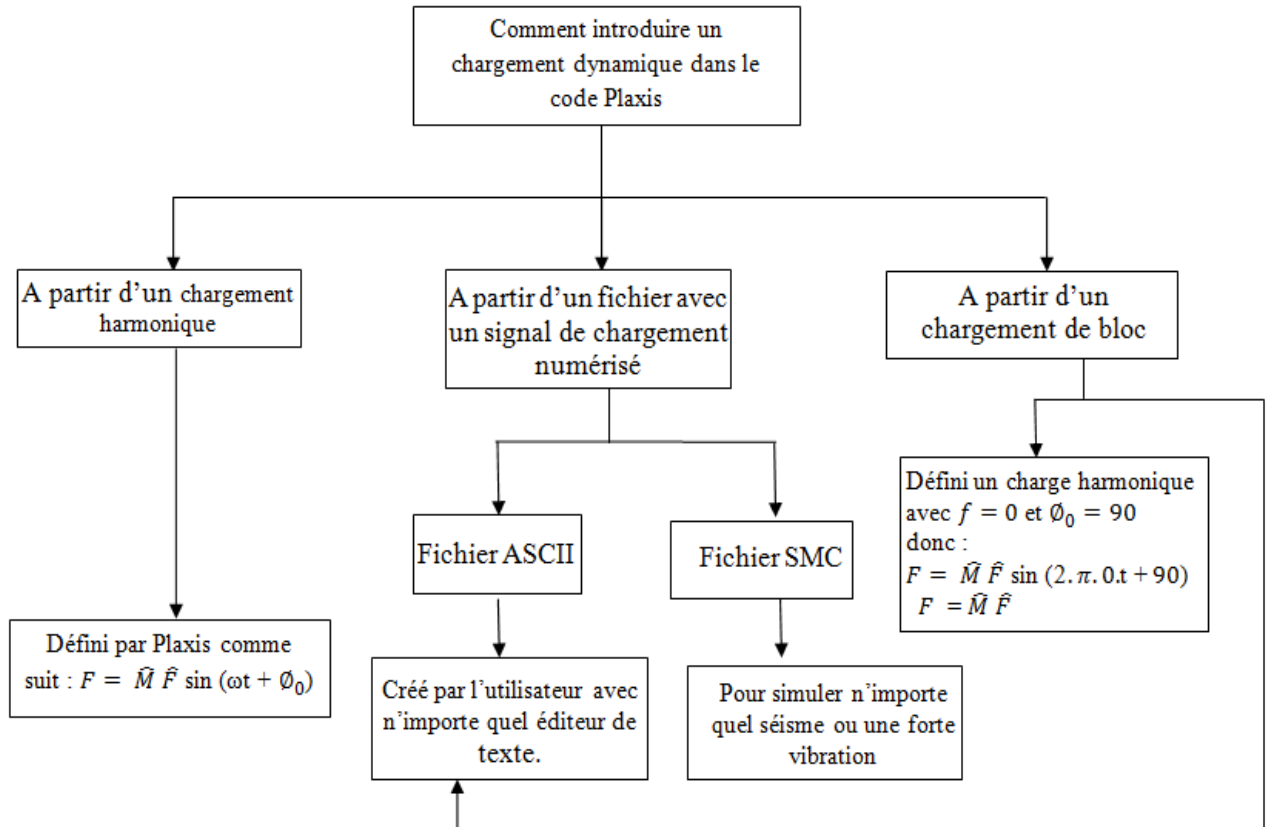 Comment introduire un
chargement dynamique dans le
code Plaxis
A partir d’un chargement
harmonique
A partir d’un fichier avec
un signal de chargement
numérisé
A partir d’un
chargement de bloc
Défini un charge harmonique
avec f = 0 et Ø₀ = 90
donc :
F = M̂ F̂ sin (2. π. 0.t + 90)
F = M̂ F̂
Fichier ASCII
Fichier SMC
Défini par Plaxis comme
suit : F = M̂ F̂ sin (ωt + Ø₀)
Créé par l’utilisateur avec
n’importe quel éditeur de
texte.
Pour simuler n’importe
quel séisme ou une forte
vibration